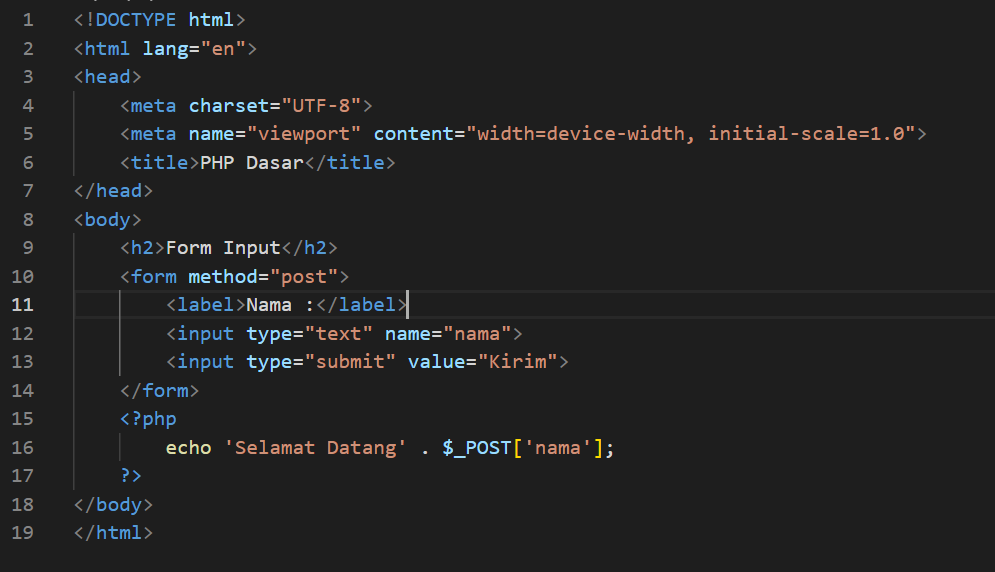 1 <!DOCTYPE html>
2 <html lang="en">
3 <head>
4     <meta charset="UTF-8">
5     <meta name="viewport" content="width=device-width, initial-scale=1.0">
6     <title>PHP Dasar</title>
7 </head>
8 <body>
9     <h2>Form Input</h2>
10     <form method="post">
11         <label>Nama :</label>
12         <input type="text" name="nama">
13         <input type="submit" value="Kirim">
14     </form>
15     <?php
16         echo 'Selamat Datang' . $_POST['nama'];
17     ?>
18 </body>
19 </html>